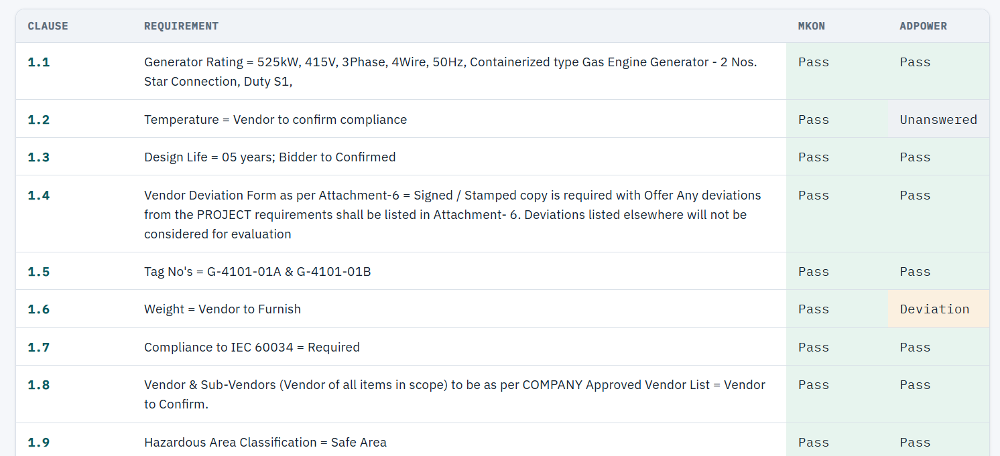 CLAUSE REQUIREMENT MKON ADPOWER
1.1 Generator Rating = 525kW, 415V, 3Phase, 4Wire, 50Hz, Containerized type Gas Engine Generator - 2 Nos. Pass Pass
Star Connection, Duty S1,
1.2 Temperature = Vendor to confirm compliance Pass Unanswered
1.3 Design Life = 05 years; Bidder to Confirmed Pass Pass
1.4 Vendor Deviation Form as per Attachment-6 = Signed / Stamped copy is required with Offer Any deviations Pass Pass
from the PROJECT requirements shall be listed in Attachment- 6. Deviations listed elsewhere will not be
considered for evaluation
1.5 Tag No's = G-4101-01A & G-4101-01B Pass Pass
1.6 Weight = Vendor to Furnish Pass Deviation
1.7 Compliance to IEC 60034 = Required Pass Pass
1.8 Vendor & Sub-Vendors (Vendor of all items in scope) to be as per COMPANY Approved Vendor List = Vendor Pass Pass
to Confirm.
1.9 Hazardous Area Classification = Safe Area Pass Pass